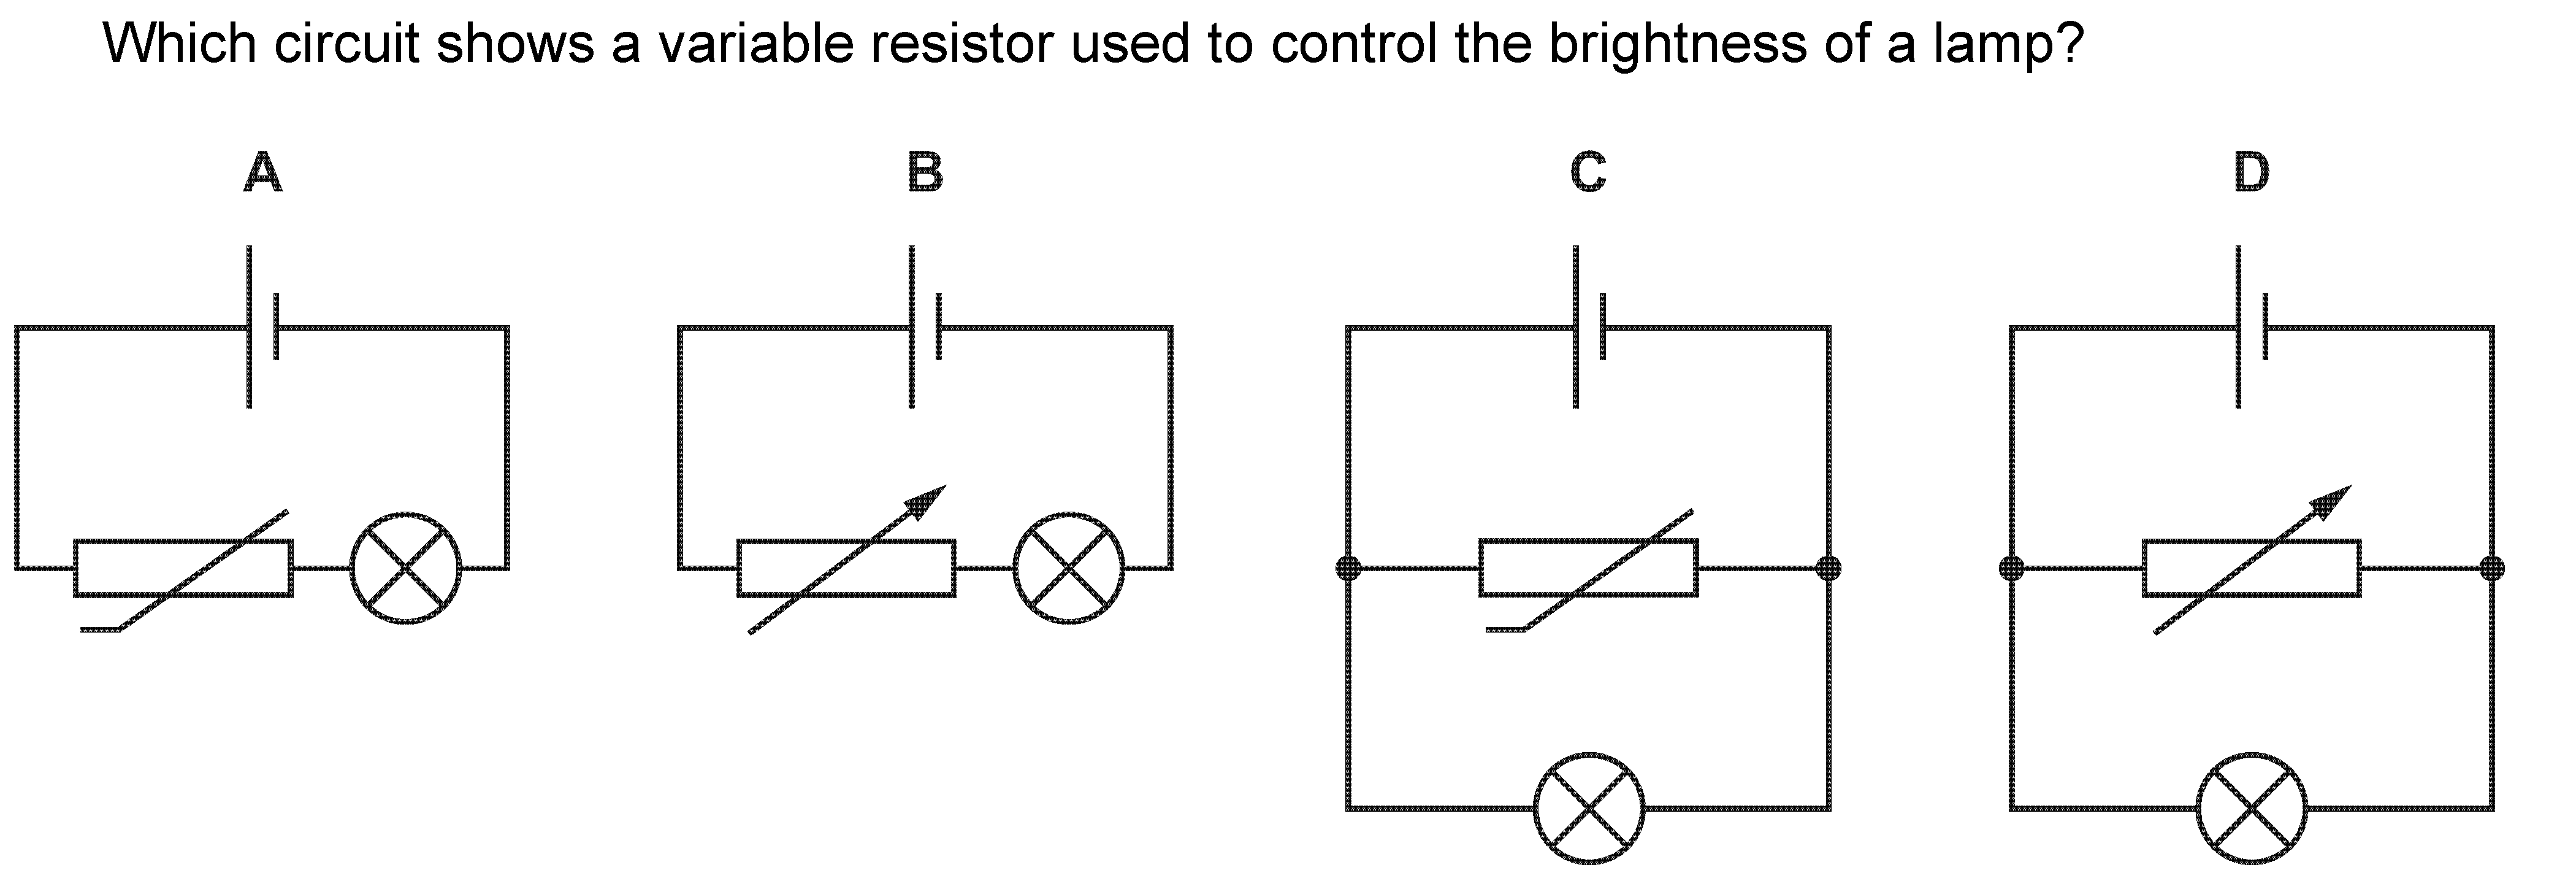 Which circuit shows a variable resistor used to control the brightness of a lamp?
A B C D